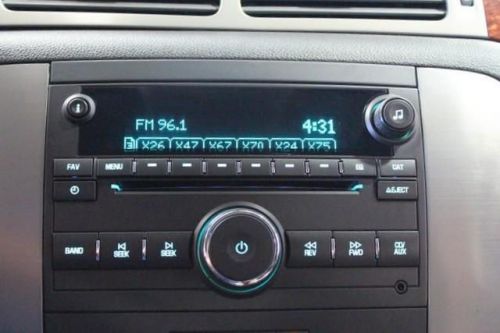 FM 96.1 4:31
X26 X47 X67 X70 X24 X75
FAV MENU CAT
EJECT
BAND SEEK SEEK REV FWD CD/AUX